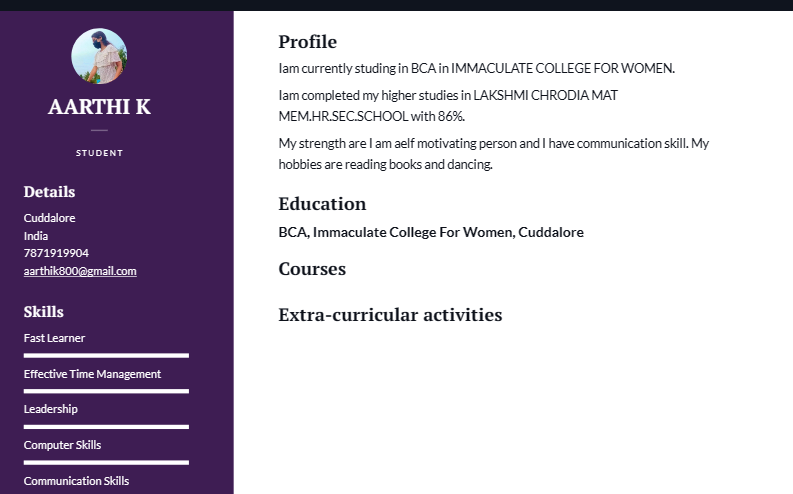 AARTHI K
STUDENT
Details
Cuddalore
India
7871919904
aarthik800@gmail.com
Skills
Fast Learner
Effective Time Management
Leadership
Computer Skills
Communication Skills
Profile
Iam currently studing in BCA in IMMACULATE COLLEGE FOR WOMEN.
Iam completed my higher studies in LAKSHMI CHRODIA MAT
MEM.HR.SEC.SCHOOL with 86%.
My strength are I am aelf motivating person and I have communication skill. My
hobbies are reading books and dancing.
Education
BCA, Immaculate College For Women, Cuddalore
Courses
Extra-curricular activities